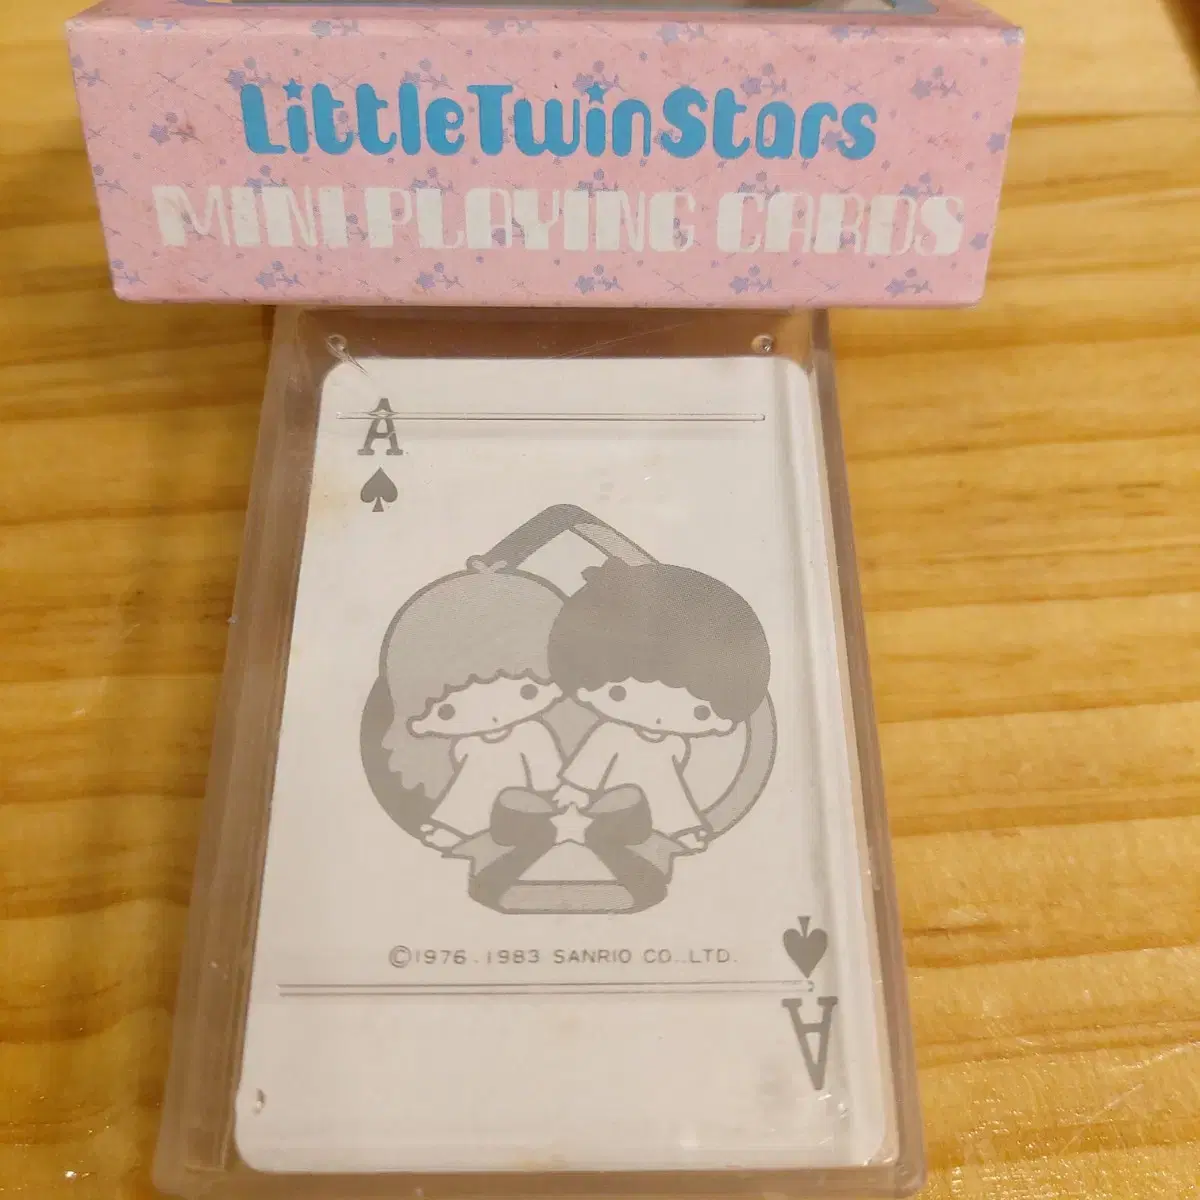 LittleTwinStars
MINI PLAYING CARDS
A
©1976.1983 SANRIO CO.,LTD.
A